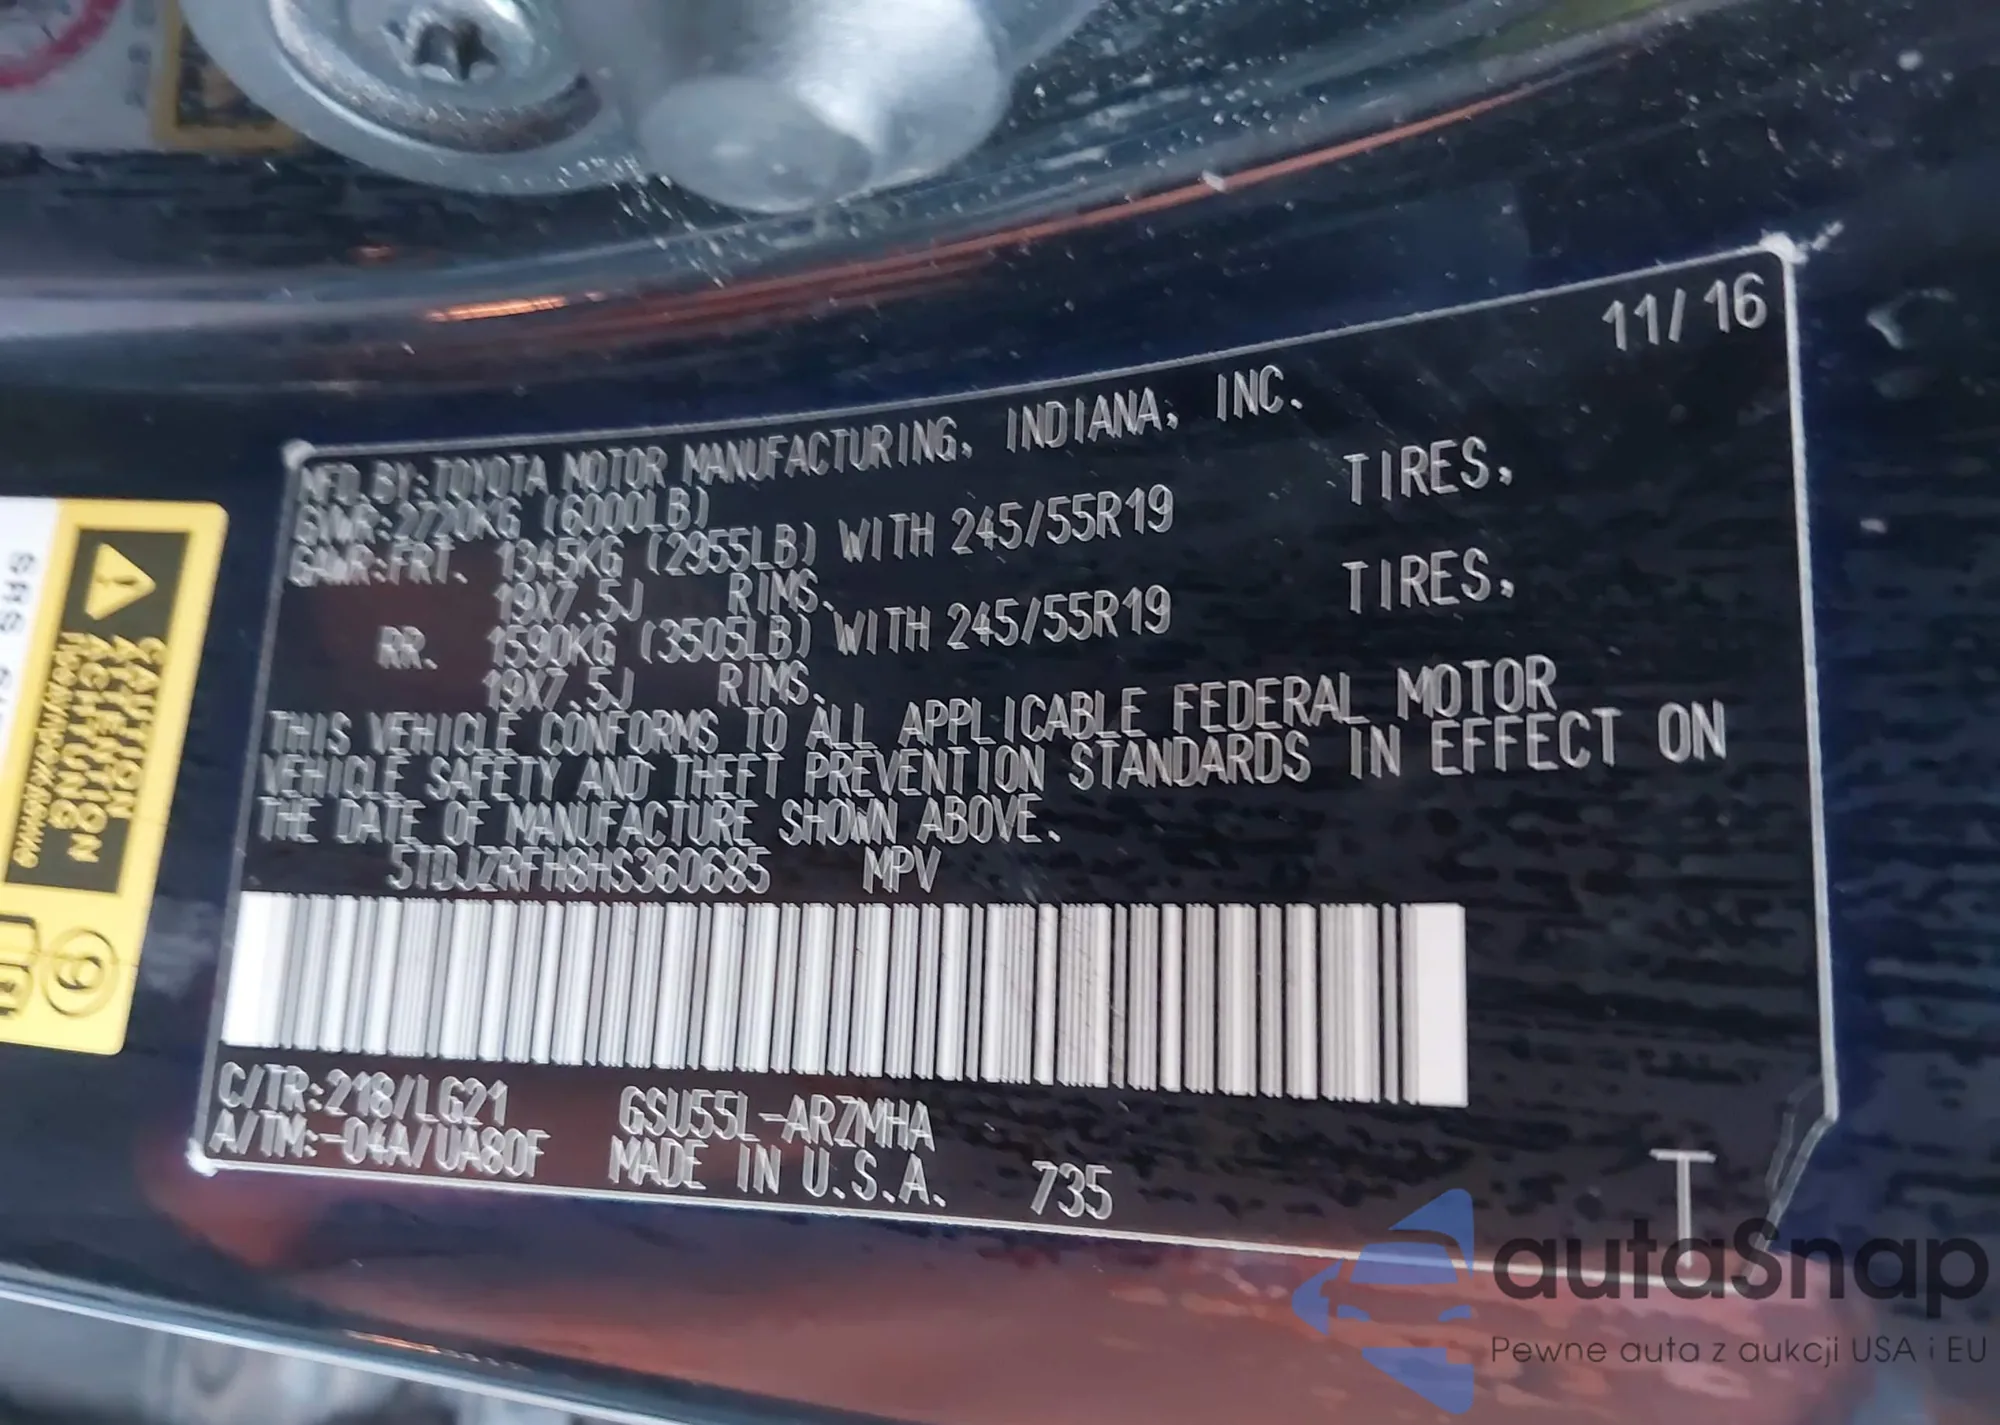 11/16
MFD.BY:TOYOTA MOTOR MANUFACTURING, INDIANA, INC.
GVWR:2720KG (6000LB)
GAWR:FRT. 1345KG (2955LB) WITH 245/55R19 TIRES,
19X7.5J RIMS.
RR. 1590KG (3505LB) WITH 245/55R19 TIRES,
19X7.5J RIMS.
THIS VEHICLE CONFORMS TO ALL APPLICABLE FEDERAL MOTOR
VEHICLE SAFETY AND THEFT PREVENTION STANDARDS IN EFFECT ON
THE DATE OF MANUFACTURE SHOWN ABOVE.
5TDJZRFH8HS360685 MPV
C/TR:218/LG21 GSU55L-ARZMHA
A/TM:-04A/UA80F MADE IN U.S.A. 735
T
CAUTION
ATTENTION
ACHTUNG
autaSnap
Pewne auta z aukcji USA i EU